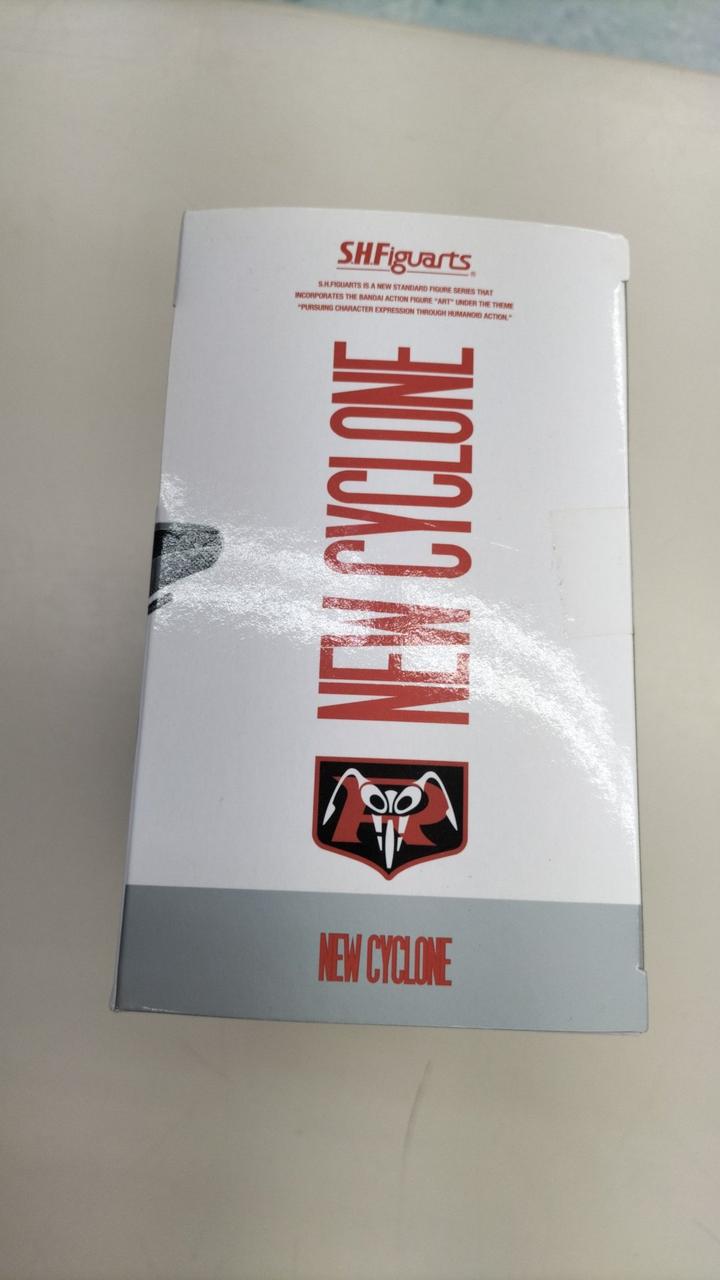 S.H.Figuarts®
S.H.FIGUARTS IS A NEW STANDARD FIGURE SERIES THAT
INCORPORATES THE BANDAI ACTION FIGURE "ART" UNDER THE THEME
"PURSUING CHARACTER EXPRESSION THROUGH HUMANOID ACTION."
NEW CYCLONE
R
NEW CYCLONE